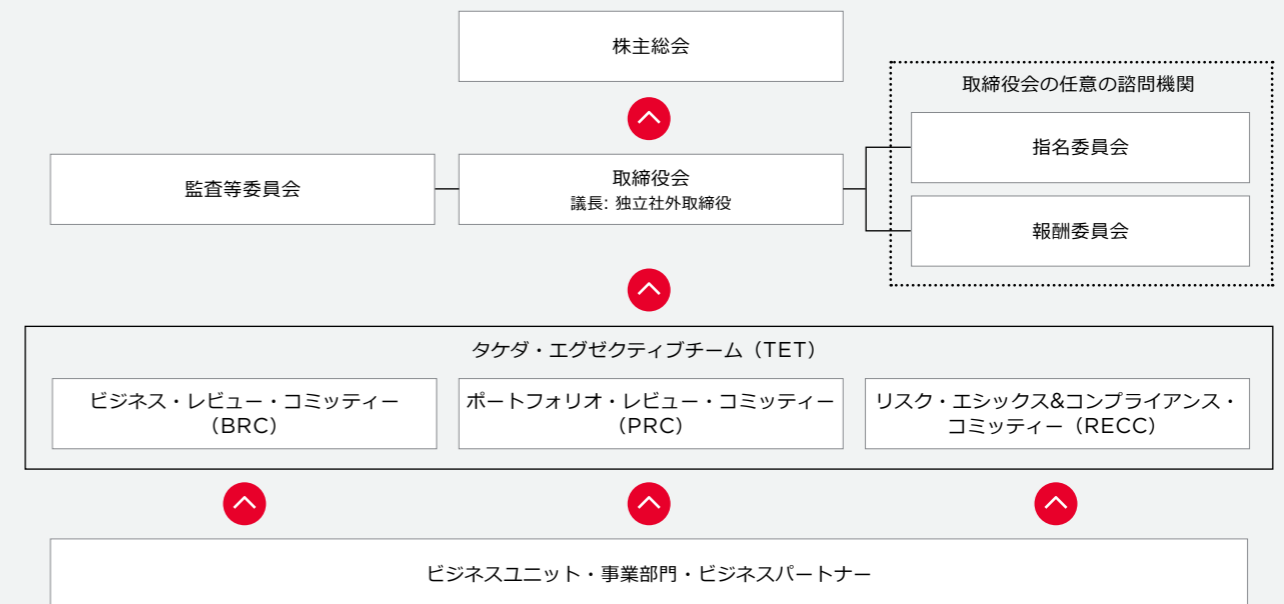 株主総会
取締役会の任意の諮問機関
指名委員会
監査等委員会
取締役会
議長: 独立社外取締役
報酬委員会
タケダ・エグゼクティブチーム（TET）
ビジネス・レビュー・コミッティー
（BRC）
ポートフォリオ・レビュー・コミッティー
（PRC）
リスク・エシックス&コンプライアンス・
コミッティー（RECC）
ビジネスユニット・事業部門・ビジネスパートナー